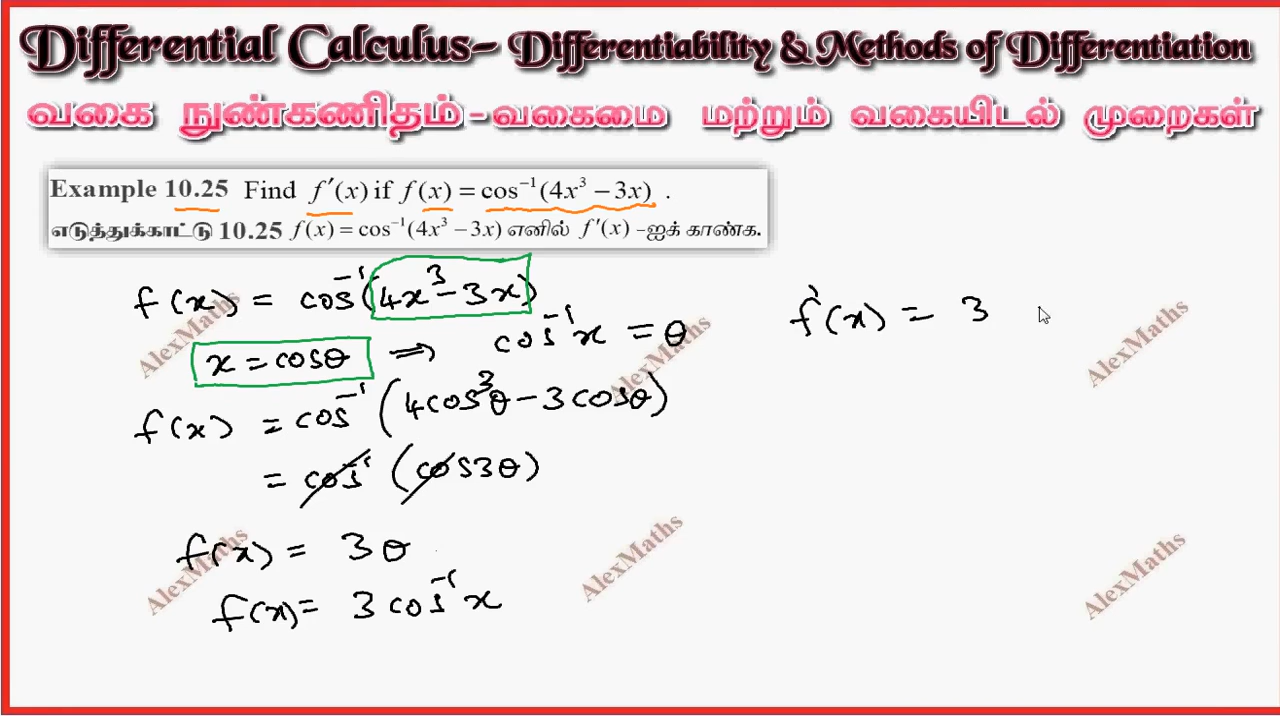 Differential Calculus- Differentiability & Methods of Differentiation
வகை நுண்கணிதம் - வகைமை மற்றும் வகையிடல் முறைகள்
Example 10.25 Find f′(x) if f(x) = cos⁻¹(4x³ − 3x) .
எடுத்துக்காட்டு 10.25 f(x) = cos⁻¹(4x³ − 3x) எனில் f′(x) -ஐக் காண்க.
f(x) = cos⁻¹(4x³ − 3x)
x = cosθ ⇒ cos⁻¹x = θ
f(x) = cos⁻¹(4cos³θ − 3cosθ)
= cos⁻¹(cos3θ)
f(x) = 3θ
f(x) = 3cos⁻¹x
f′(x) = 3
AlexMaths
AlexMaths
AlexMaths
AlexMaths
AlexMaths
AlexMaths